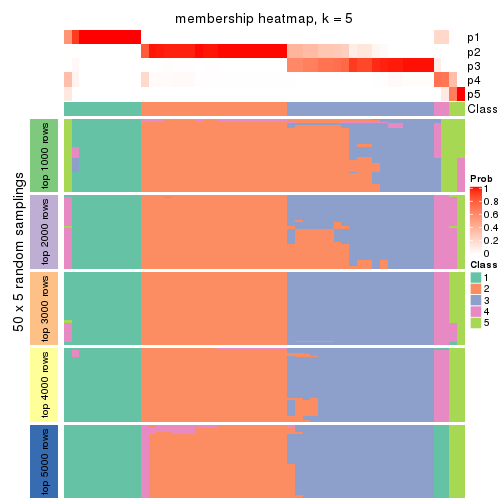 membership heatmap, k = 5
p1
p2
p3
p4
p5
Class
50 x 5 random samplings
top 1000 rows
top 2000 rows
top 3000 rows
top 4000 rows
top 5000 rows
Prob
1
0.8
0.6
0.4
0.2
0
Class
1
2
3
4
5